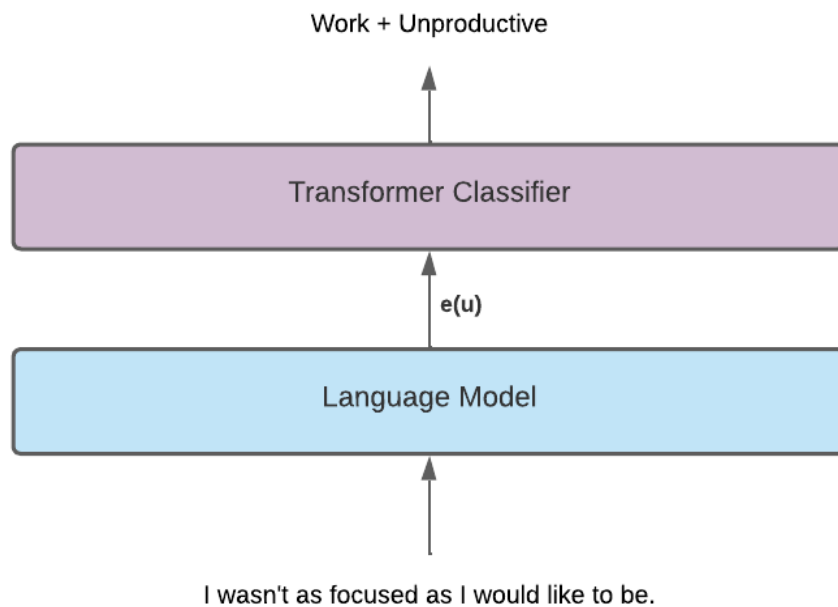 Work + Unproductive
Transformer Classifier
e(u)
Language Model
I wasn't as focused as I would like to be.